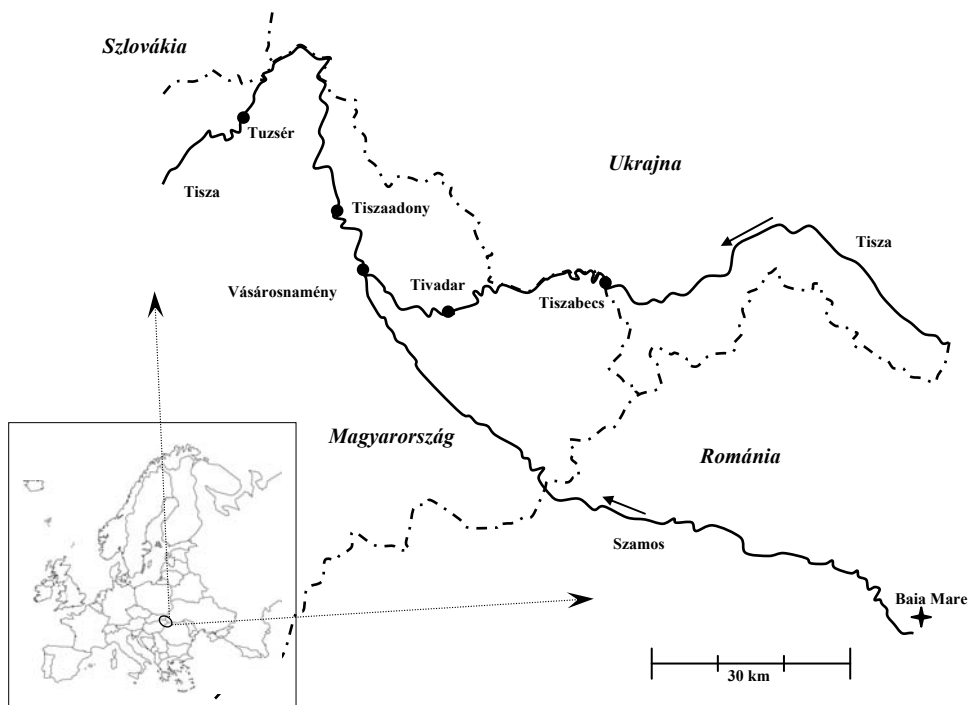 Szlovákia
Tuzsér
Ukrajna
Tisza
Tiszaadony
Tisza
Tivadar
Vásárosnamény
Tiszabecs
Magyarország
Románia
Szamos
Baia Mare
30 km